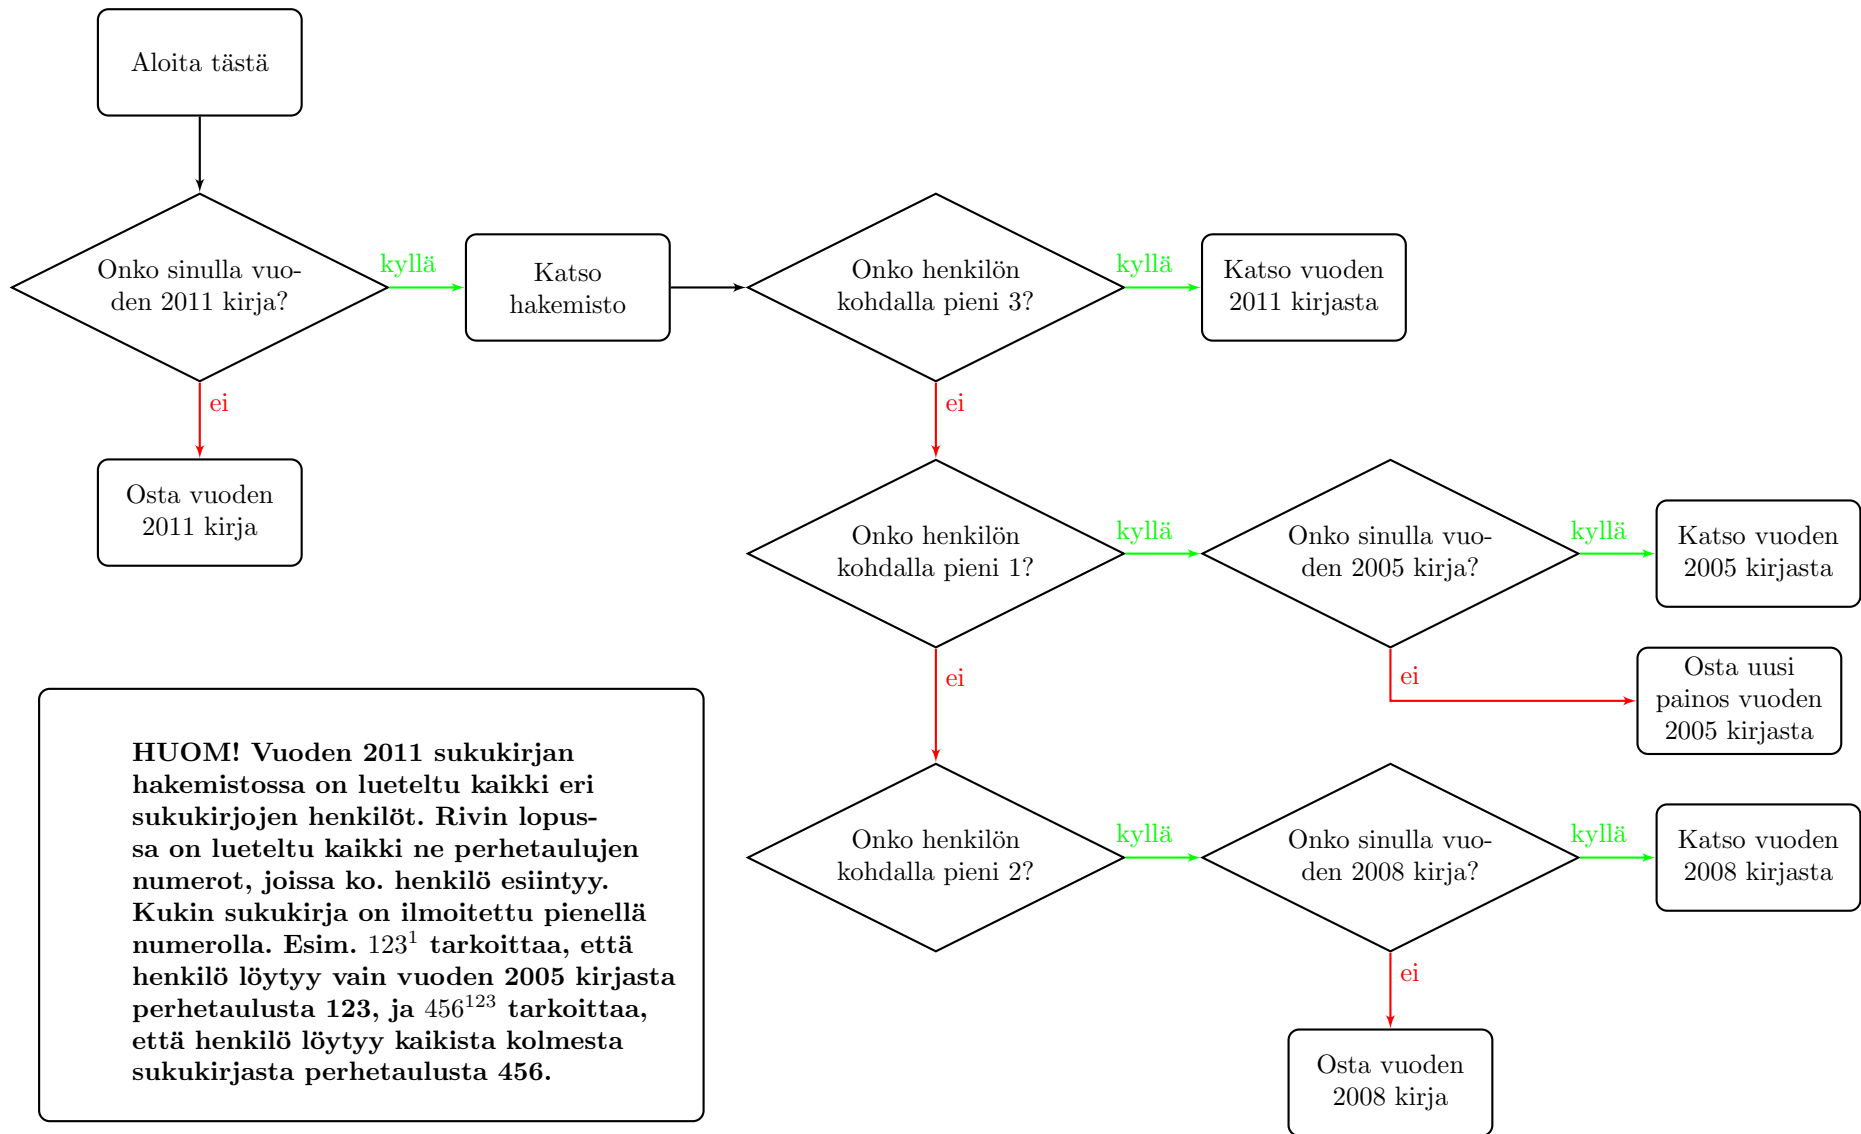 Aloita tästä
Onko sinulla vuo-
den 2011 kirja?
kyllä
Katso
hakemisto
Onko henkilön
kohdalla pieni 3?
kyllä
Katso vuoden
2011 kirjasta
ei
Osta vuoden
2011 kirja
ei
Onko henkilön
kohdalla pieni 1?
kyllä
Onko sinulla vuo-
den 2005 kirja?
kyllä
Katso vuoden
2005 kirjasta
ei
Osta uusi
painos vuoden
2005 kirjasta
ei
Onko henkilön
kohdalla pieni 2?
kyllä
Onko sinulla vuo-
den 2008 kirja?
kyllä
Katso vuoden
2008 kirjasta
ei
Osta vuoden
2008 kirja
HUOM! Vuoden 2011 sukukirjan
hakemistossa on lueteltu kaikki eri
sukukirjojen henkilöt. Rivin lopus-
sa on lueteltu kaikki ne perhetaulujen
numerot, joissa ko. henkilö esiintyy.
Kukin sukukirja on ilmoitettu pienellä
numerolla. Esim. 123¹ tarkoittaa, että
henkilö löytyy vain vuoden 2005 kirjasta
perhetaulusta 123, ja 456¹²³ tarkoittaa,
että henkilö löytyy kaikista kolmesta
sukukirjasta perhetaulusta 456.